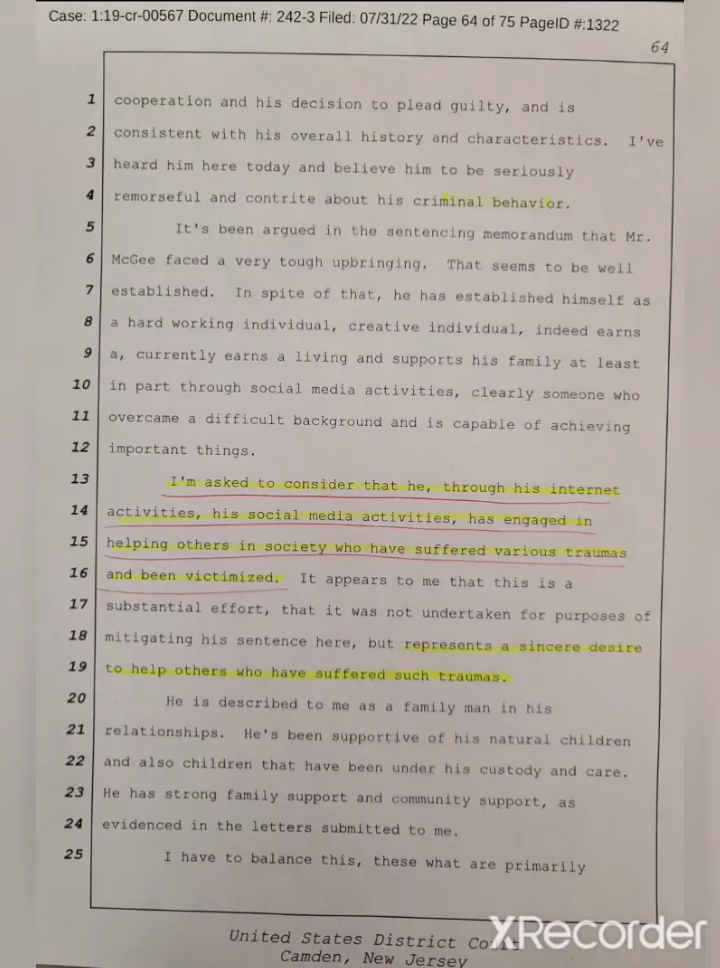 Case: 1:19-cr-00567 Document #: 242-3 Filed: 07/31/22 Page 64 of 75 PageID #:1322
64
1 cooperation and his decision to plead guilty, and is
2 consistent with his overall history and characteristics. I've
3 heard him here today and believe him to be seriously
4 remorseful and contrite about his criminal behavior.
5 It's been argued in the sentencing memorandum that Mr.
6 McGee faced a very tough upbringing. That seems to be well
7 established. In spite of that, he has established himself as
8 a hard working individual, creative individual, indeed earns
9 a, currently earns a living and supports his family at least
10 in part through social media activities, clearly someone who
11 overcame a difficult background and is capable of achieving
12 important things.
13 I'm asked to consider that he, through his internet
14 activities, his social media activities, has engaged in
15 helping others in society who have suffered various traumas
16 and been victimized. It appears to me that this is a
17 substantial effort, that it was not undertaken for purposes of
18 mitigating his sentence here, but represents a sincere desire
19 to help others who have suffered such traumas.
20 He is described to me as a family man in his
21 relationships. He's been supportive of his natural children
22 and also children that have been under his custody and care.
23 He has strong family support and community support, as
24 evidenced in the letters submitted to me.
25 I have to balance this, these what are primarily
United States District Court
Camden, New Jersey
XRecorder